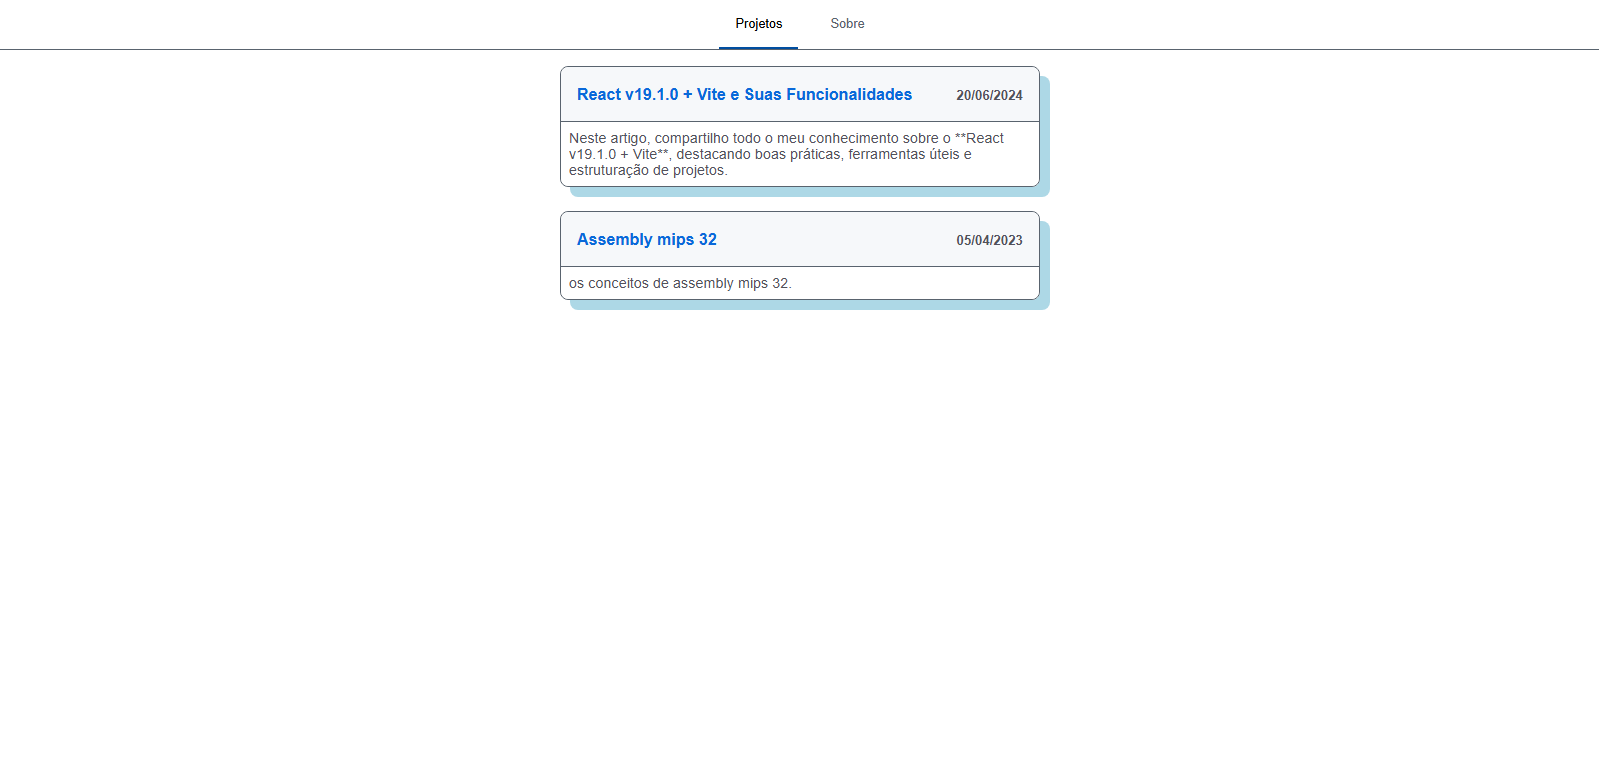 Projetos Sobre
React v19.1.0 + Vite e Suas Funcionalidades 20/06/2024
Neste artigo, compartilho todo o meu conhecimento sobre o **React
v19.1.0 + Vite**, destacando boas práticas, ferramentas úteis e
estruturação de projetos.
Assembly mips 32 05/04/2023
os conceitos de assembly mips 32.